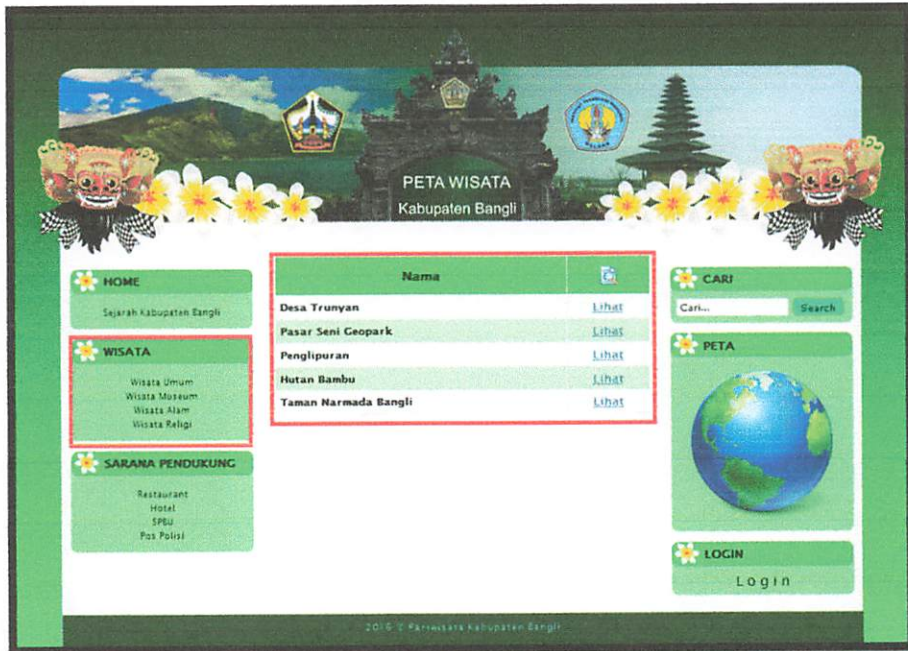 PETA WISATA
Kabupaten Bangli
HOME
Sejarah Kabupaten Bangli
WISATA
Wisata Umum
Wisata Museum
Wisata Alam
Wisata Religi
SARANA PENDUKUNG
Restaurant
Hotel
SPBU
Pos Polisi
Nama
Desa Trunyan Lihat
Pasar Seni Geopark Lihat
Penglipuran Lihat
Hutan Bambu Lihat
Taman Narmada Bangli Lihat
CARI
Cari... Search
PETA
LOGIN
Login
Kabupaten Bangli